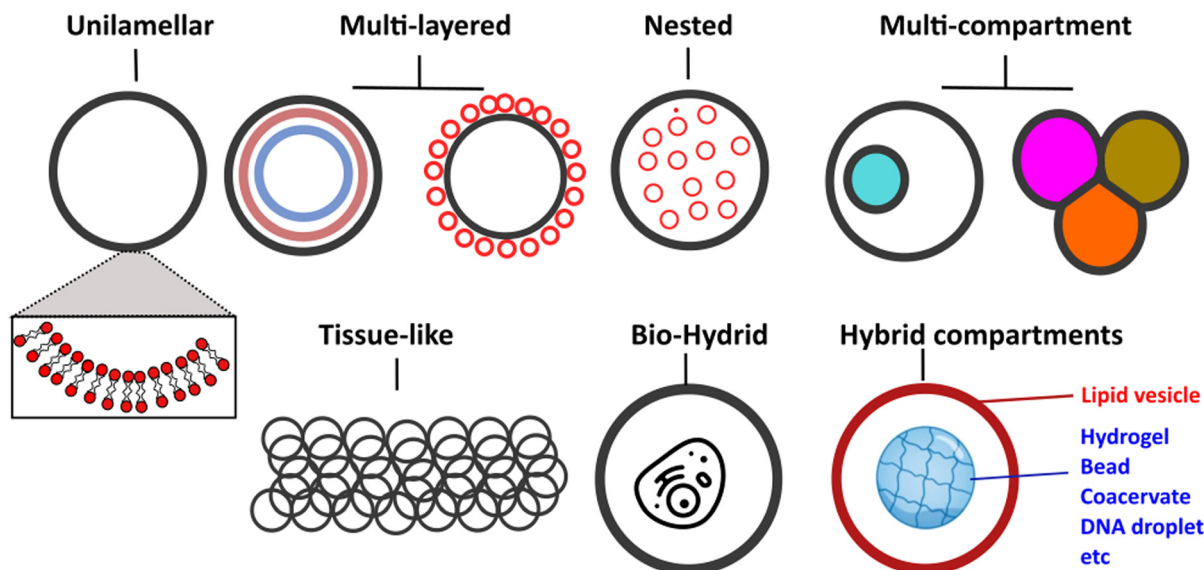 Unilamellar
Multi-layered
Nested
Multi-compartment
Tissue-like
Bio-Hydrid
Hybrid compartments
Lipid vesicle
Hydrogel
Bead
Coacervate
DNA droplet
etc